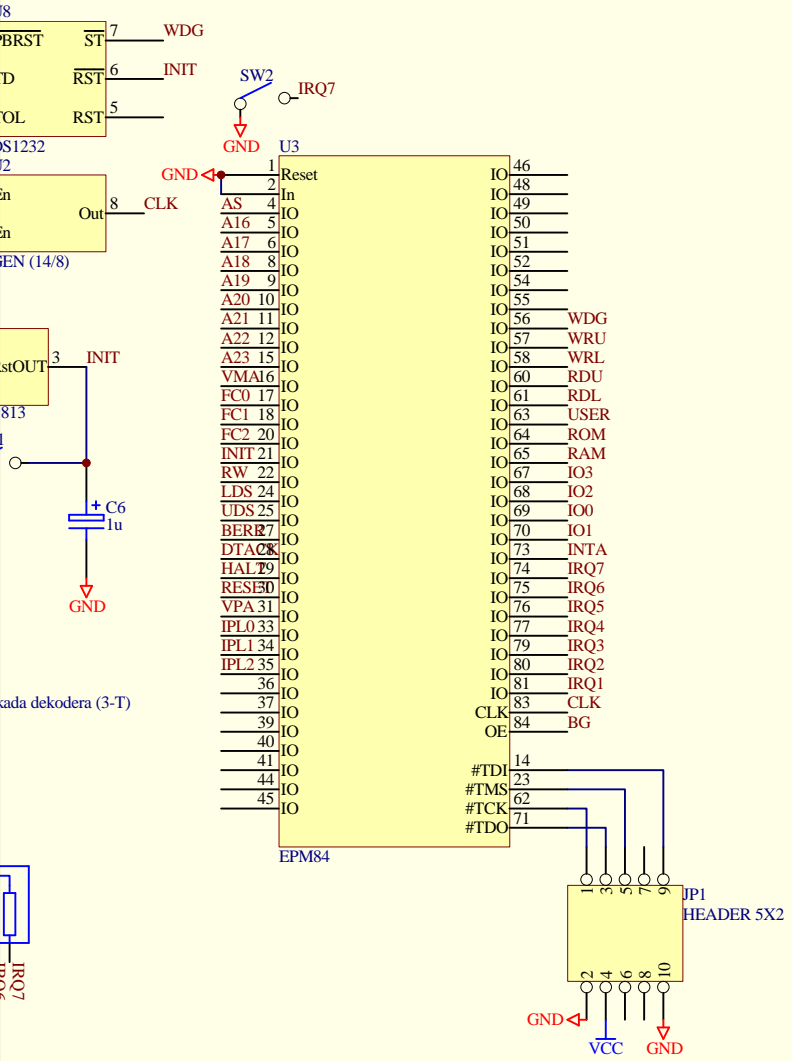 U8
PBRST ST 7 WDG
TD RST 6 INIT
TOL RST 5
DS1232
SW2
IRQ7
GND
U2
En
Out 8 CLK
En
GEN (14/8)
stOUT 3 INIT
813
C6
1u
GND
kada dekodera (3-T)
IRQ7
IRQ6
U3
GND 1 Reset IO 46
2 In IO 48
AS 4 IO IO 49
A16 5 IO IO 50
A17 6 IO IO 51
A18 8 IO IO 52
A19 9 IO IO 54
A20 10 IO IO 55
A21 11 IO IO 56 WDG
A22 12 IO IO 57 WRU
A23 15 IO IO 58 WRL
VMA 16 IO IO 60 RDU
FC0 17 IO IO 61 RDL
FC1 18 IO IO 63 USER
FC2 20 IO IO 64 ROM
INIT 21 IO IO 65 RAM
RW 22 IO IO 67 IO3
LDS 24 IO IO 68 IO2
UDS 25 IO IO 69 IO0
BERR 27 IO IO 70 IO1
DTACK 28 IO IO 73 INTA
HALT 29 IO IO 74 IRQ7
RESET 30 IO IO 75 IRQ6
VPA 31 IO IO 76 IRQ5
IPL0 33 IO IO 77 IRQ4
IPL1 34 IO IO 79 IRQ3
IPL2 35 IO IO 80 IRQ2
36 IO IO 81 IRQ1
37 IO CLK 83 CLK
39 IO OE 84 BG
40 IO
41 IO #TDI 14
44 IO #TMS 23
45 IO #TCK 62
#TDO 71
EPM84
1 3 5 7 9
JP1
HEADER 5X2
2 4 6 8 10
GND
VCC
GND